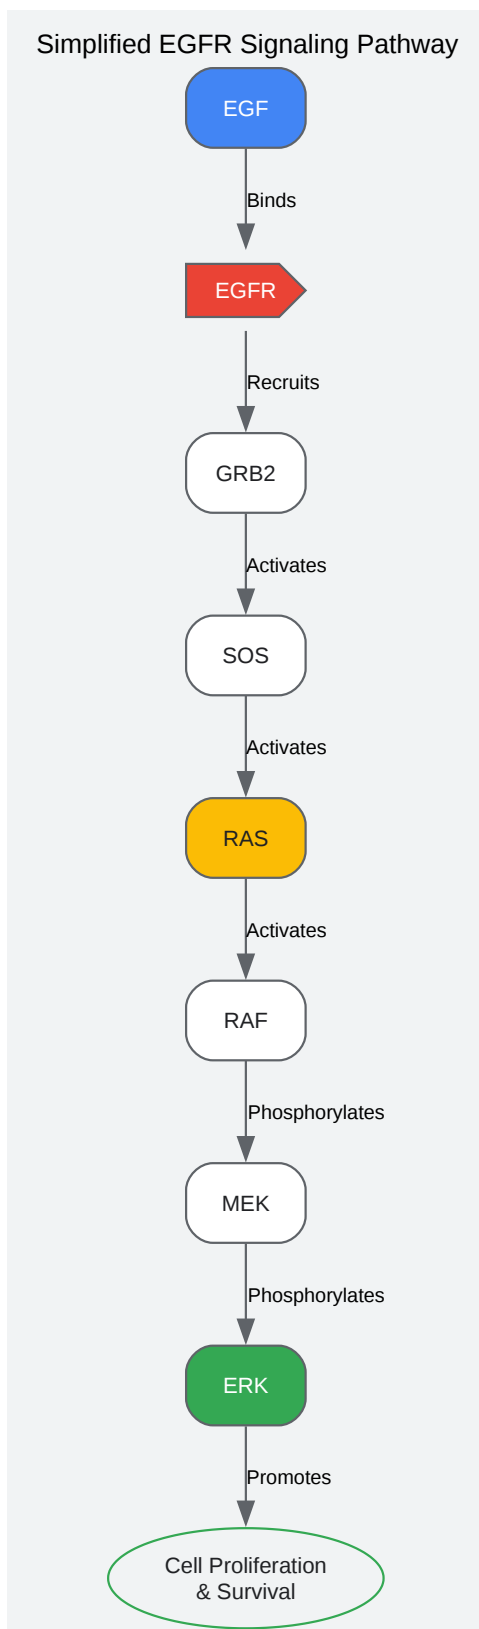 Simplified EGFR Signaling Pathway
EGF
Binds
EGFR
Recruits
GRB2
Activates
SOS
Activates
RAS
Activates
RAF
Phosphorylates
MEK
Phosphorylates
ERK
Promotes
Cell Proliferation
& Survival